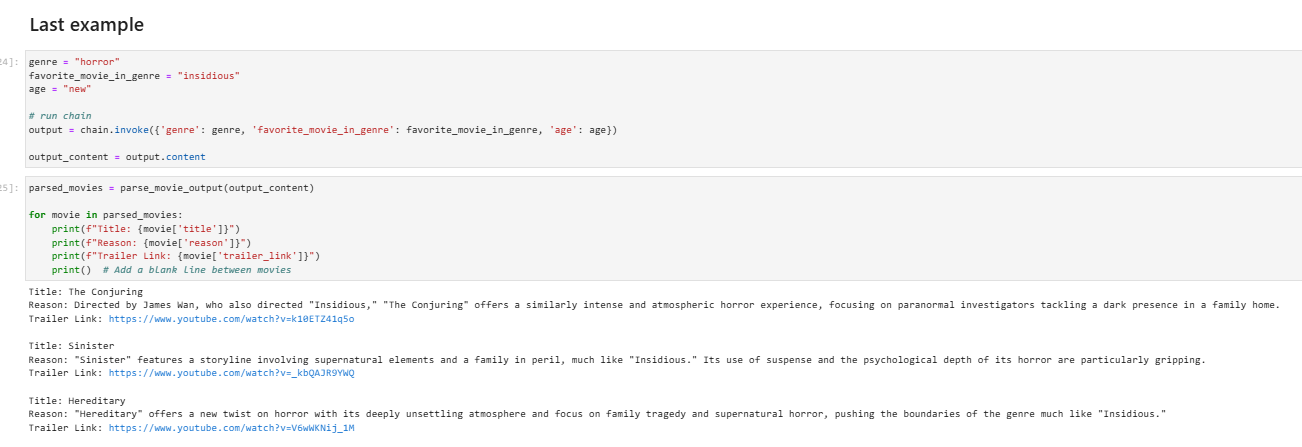 Last example
24]:
genre = "horror"
favorite_movie_in_genre = "insidious"
age = "new"
# run chain
output = chain.invoke({'genre': genre, 'favorite_movie_in_genre': favorite_movie_in_genre, 'age': age})
output_content = output.content
25]:
parsed_movies = parse_movie_output(output_content)
for movie in parsed_movies:
    print(f"Title: {movie['title']}")
    print(f"Reason: {movie['reason']}")
    print(f"Trailer Link: {movie['trailer_link']}")
    print()  # Add a blank line between movies
Title: The Conjuring
Reason: Directed by James Wan, who also directed "Insidious," "The Conjuring" offers a similarly intense and atmospheric horror experience, focusing on paranormal investigators tackling a dark presence in a family home.
Trailer Link: https://www.youtube.com/watch?v=k10ETZ41q5o
Title: Sinister
Reason: "Sinister" features a storyline involving supernatural elements and a family in peril, much like "Insidious." Its use of suspense and the psychological depth of its horror are particularly gripping.
Trailer Link: https://www.youtube.com/watch?v=_kbQAJR9YWQ
Title: Hereditary
Reason: "Hereditary" offers a new twist on horror with its deeply unsettling atmosphere and focus on family tragedy and supernatural horror, pushing the boundaries of the genre much like "Insidious."
Trailer Link: https://www.youtube.com/watch?v=V6wWKNij_1M